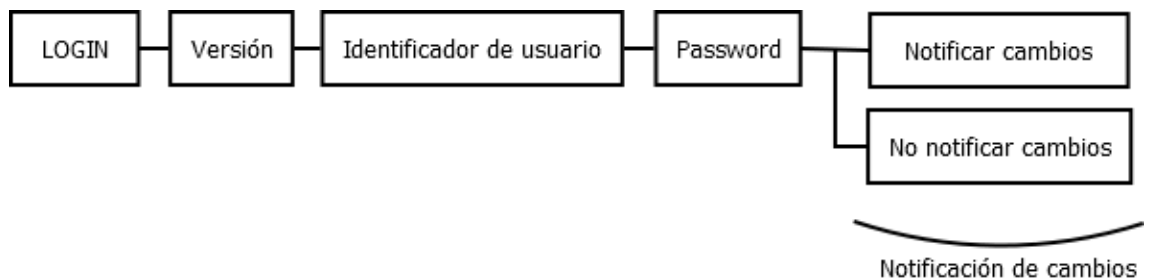 LOGIN
Versión
Identificador de usuario
Password
Notificar cambios
No notificar cambios
Notificación de cambios